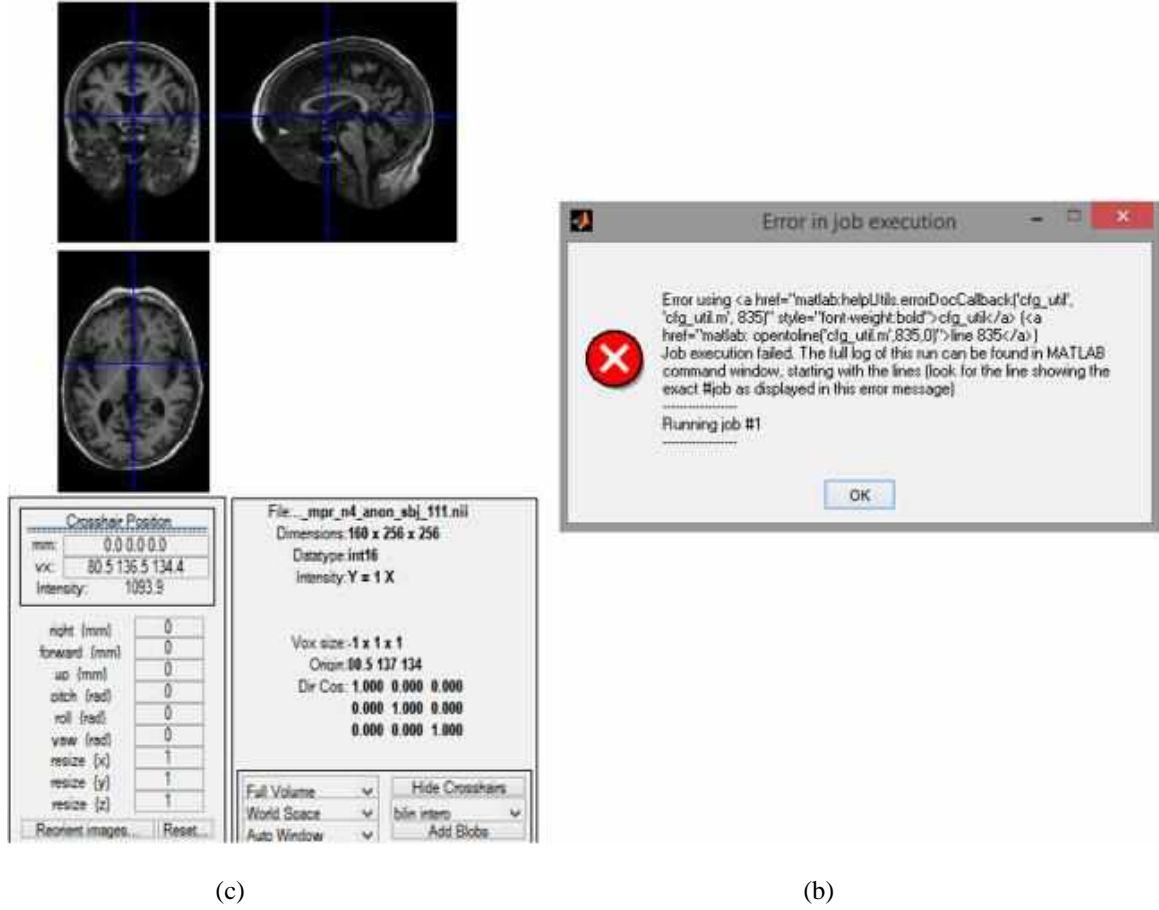 Crosshair Position
mm: 0.0 0.0 0.0
vx: 80.5 136.5 134.4
Intensity: 1093.9
right {mm} 0
forward {mm} 0
up {mm} 0
pitch {rad} 0
roll {rad} 0
yaw {rad} 0
resize {x} 1
resize {y} 1
resize {z} 1
Reorient images... Reset...
File:..._mpr_n4_anon_sbj_111.nii
Dimensions:160 x 256 x 256
Datatype:int16
Intensity:Y = 1 X
Vox size:-1 x 1 x 1
Origin:80.5 137 134
Dir Cos: 1.000 0.000 0.000
0.000 1.000 0.000
0.000 0.000 1.000
Full Volume Hide Crosshairs
World Space bilin interp
Auto Window Add Blobs
(c)
Error in job execution
Error using <a href="matlab:helpUtils.errorDocCallback('cfg_util',
'cfg_util.m', 835)" style="font-weight:bold">cfg_util</a> (<a
href="matlab: opentoline('cfg_util.m',835,0)">line 835</a>)
Job execution failed. The full log of this run can be found in MATLAB
command window, starting with the lines (look for the line showing the
exact #job as displayed in this error message)
------------------
Running job #1
------------------
OK
(b)